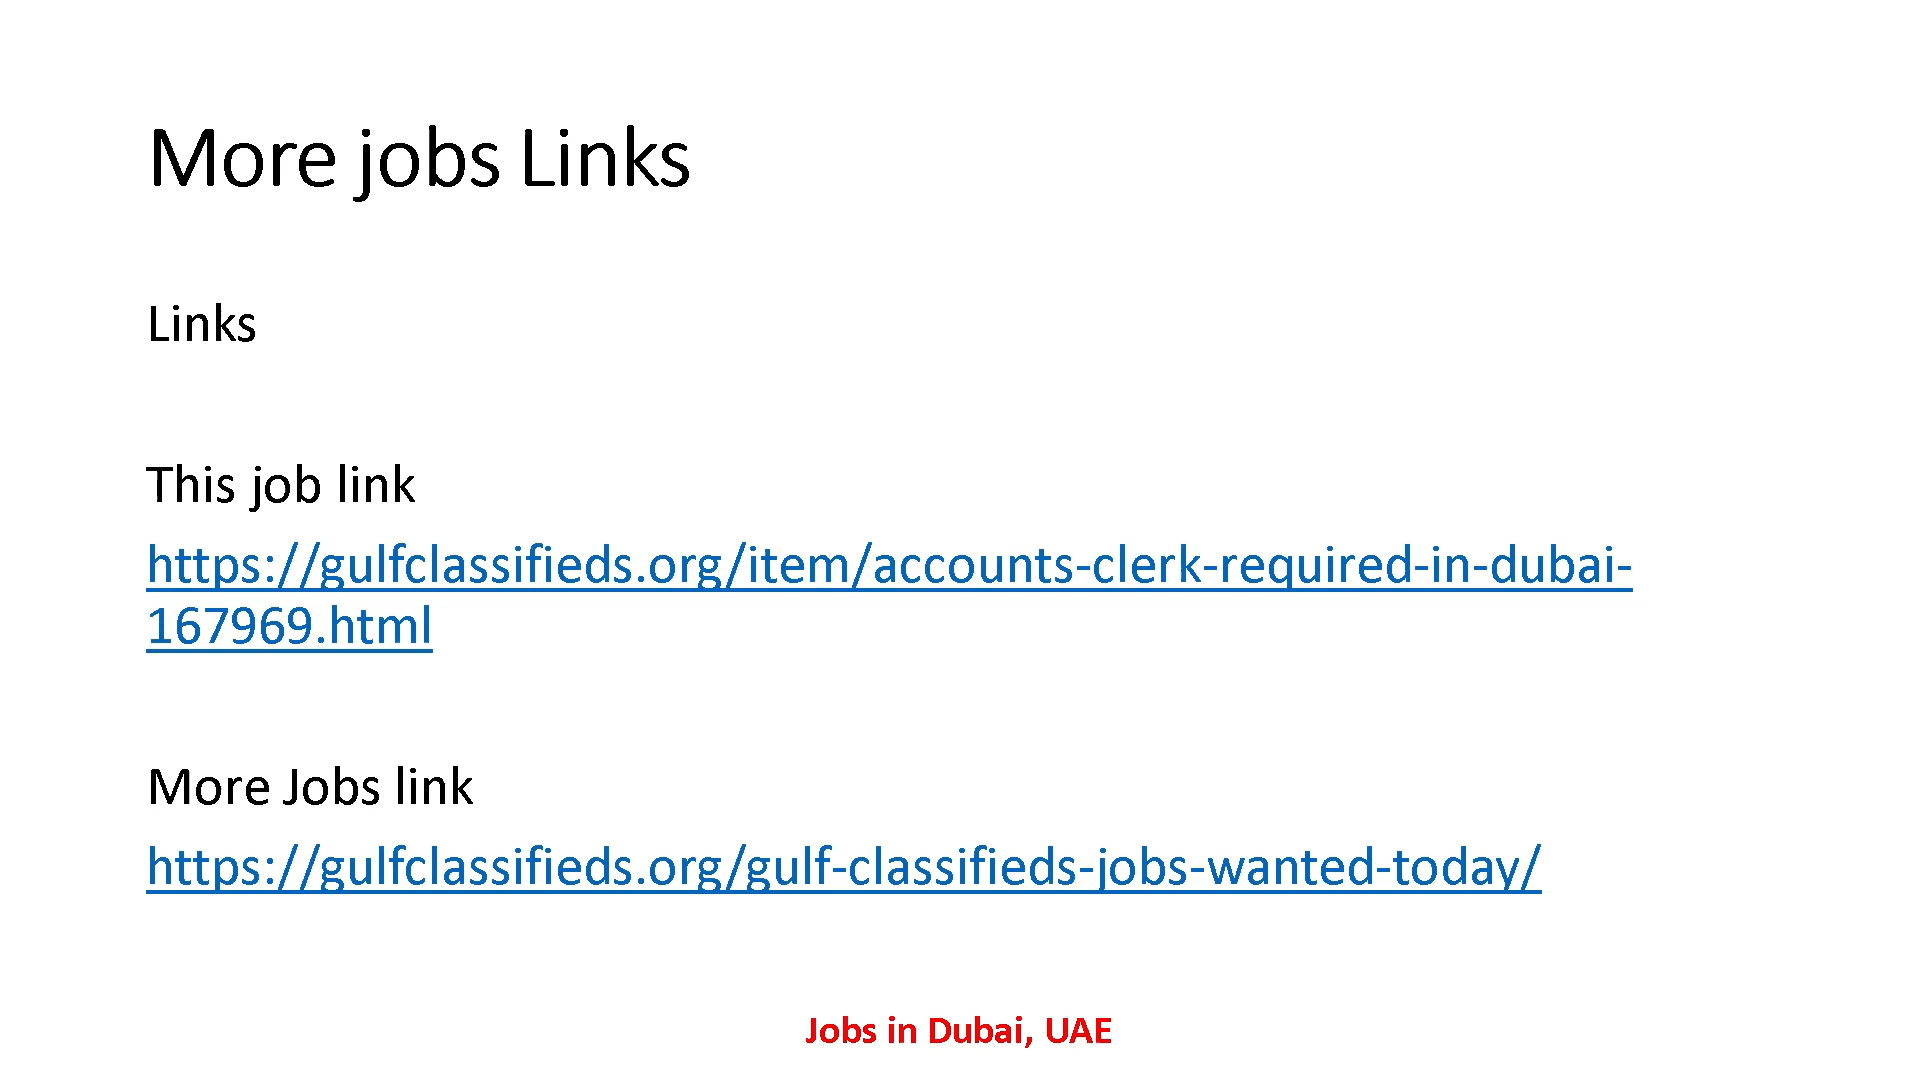 More jobs Links
Links
This job link
https://gulfclassifieds.org/item/accounts-clerk-required-in-dubai-
167969.html
More Jobs link
https://gulfclassifieds.org/gulf-classifieds-jobs-wanted-today/
Jobs in Dubai, UAE